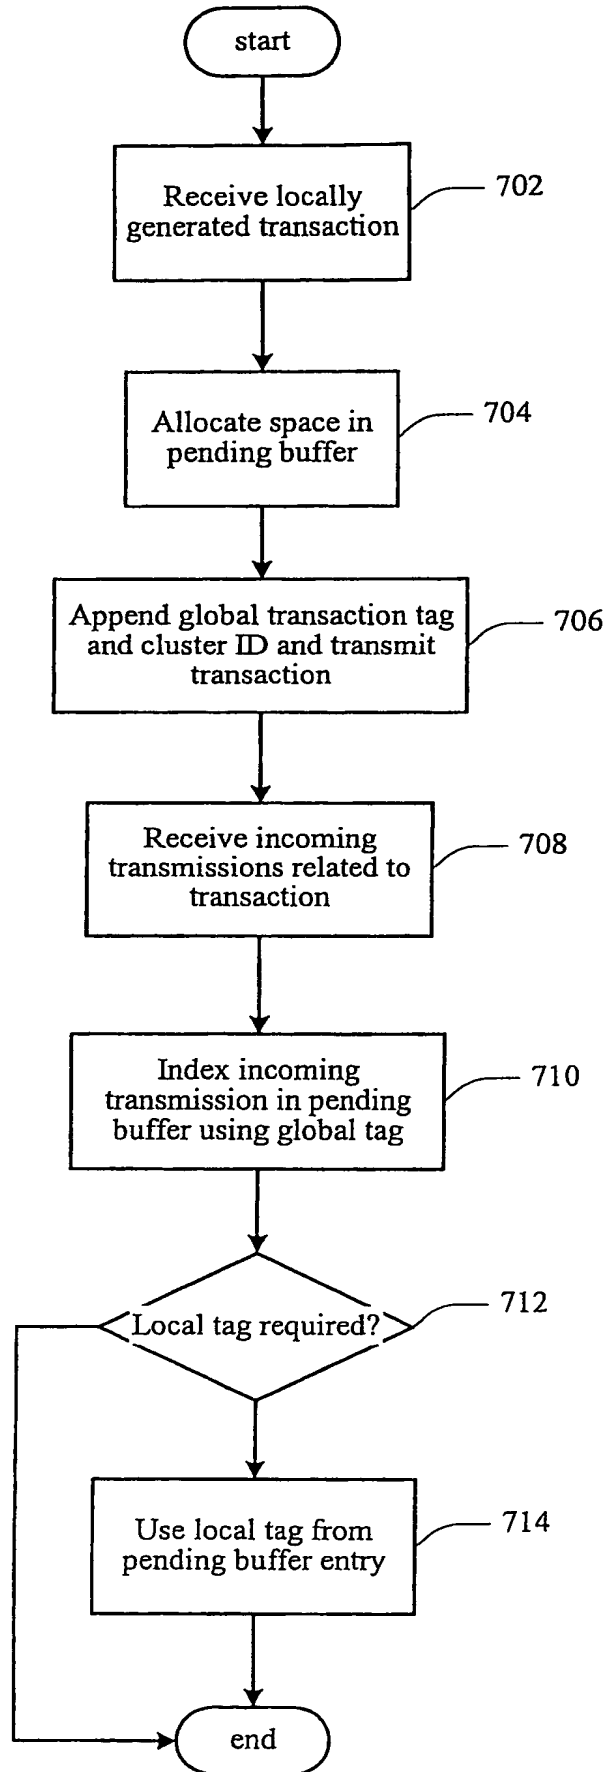 start
Receive locally
generated transaction
702
Allocate space in
pending buffer
704
Append global transaction tag
and cluster ID and transmit
transaction
706
Receive incoming
transmissions related to
transaction
708
Index incoming
transmission in pending
buffer using global tag
710
Local tag required?
712
Use local tag from
pending buffer entry
714
end